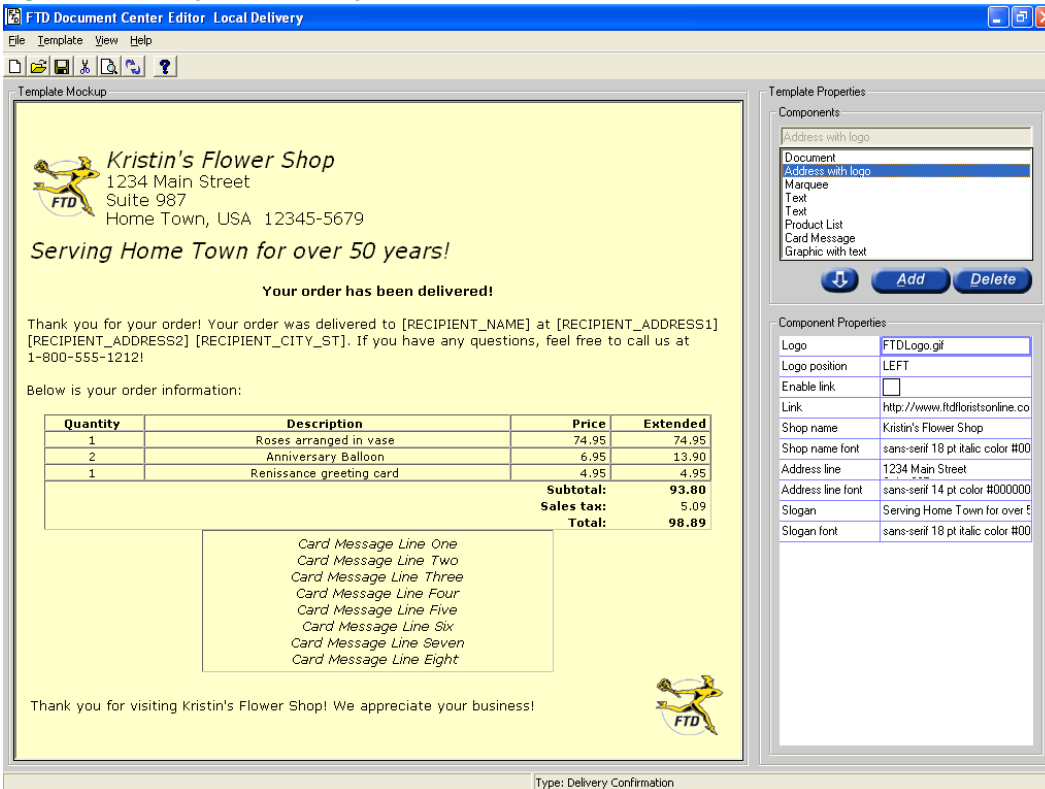 FTD Document Center Editor Local Delivery
File Template View Help
Template Mockup
FTD
Kristin's Flower Shop
1234 Main Street
Suite 987
Home Town, USA 12345-5679
Serving Home Town for over 50 years!
Your order has been delivered!
Thank you for your order! Your order was delivered to [RECIPIENT_NAME] at [RECIPIENT_ADDRESS1]
[RECIPIENT_ADDRESS2] [RECIPIENT_CITY_ST]. If you have any questions, feel free to call us at
1-800-555-1212!
Below is your order information:
Quantity Description Price Extended
1 Roses arranged in vase 74.95 74.95
2 Anniversary Balloon 6.95 13.90
1 Renissance greeting card 4.95 4.95
Subtotal: 93.80
Sales tax: 5.09
Total: 98.89
Card Message Line One
Card Message Line Two
Card Message Line Three
Card Message Line Four
Card Message Line Five
Card Message Line Six
Card Message Line Seven
Card Message Line Eight
Thank you for visiting Kristin's Flower Shop! We appreciate your business!
FTD
Template Properties
Components
Address with logo
Document
Address with logo
Marquee
Text
Text
Product List
Card Message
Graphic with text
Add Delete
Component Properties
Logo FTDLogo.gif
Logo position LEFT
Enable link
Link http://www.ftdfloristsonline.co
Shop name Kristin's Flower Shop
Shop name font sans-serif 18 pt italic color #00
Address line 1234 Main Street
Address line font sans-serif 14 pt color #000000
Slogan Serving Home Town for over 5
Slogan font sans-serif 18 pt italic color #00
Type: Delivery Confirmation